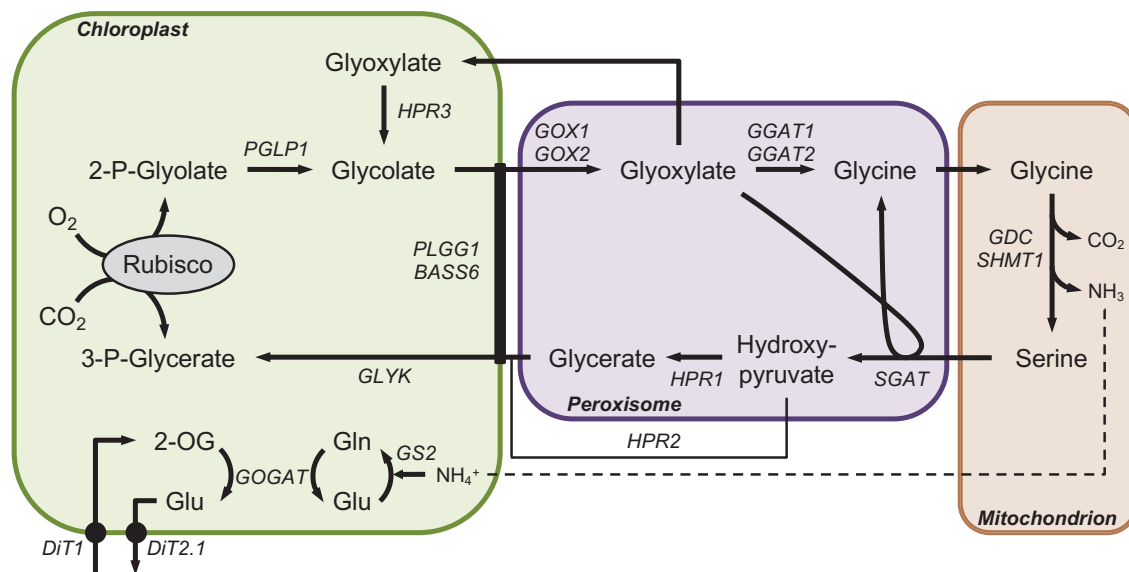 Chloroplast
Glyoxylate
HPR3
PGLP1
2-P-Glyolate
Glycolate
O2
Rubisco
CO2
3-P-Glycerate
GLYK
PLGG1
BASS6
2-OG
Glu
GOGAT
Gln
Glu
GS2
NH4+
DiT1
DiT2.1
GOX1
GOX2
Glyoxylate
GGAT1
GGAT2
Glycine
Glycerate
HPR1
Hydroxy-
pyruvate
SGAT
Peroxisome
HPR2
Glycine
GDC
SHMT1
CO2
NH3
Serine
Mitochondrion